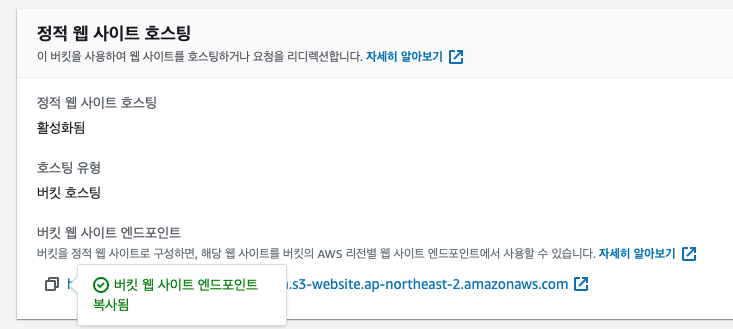 정적 웹 사이트 호스팅
이 버킷을 사용하여 웹 사이트를 호스팅하거나 요청을 리디렉션합니다. 자세히 알아보기
정적 웹 사이트 호스팅
활성화됨
호스팅 유형
버킷 호스팅
버킷 웹 사이트 엔드포인트
버킷을 정적 웹 사이트로 구성하면, 해당 웹 사이트를 버킷의 AWS 리전별 웹 사이트 엔드포인트에서 사용할 수 있습니다. 자세히 알아보기
버킷 웹 사이트 엔드포인트
복사됨
.s3-website.ap-northeast-2.amazonaws.com